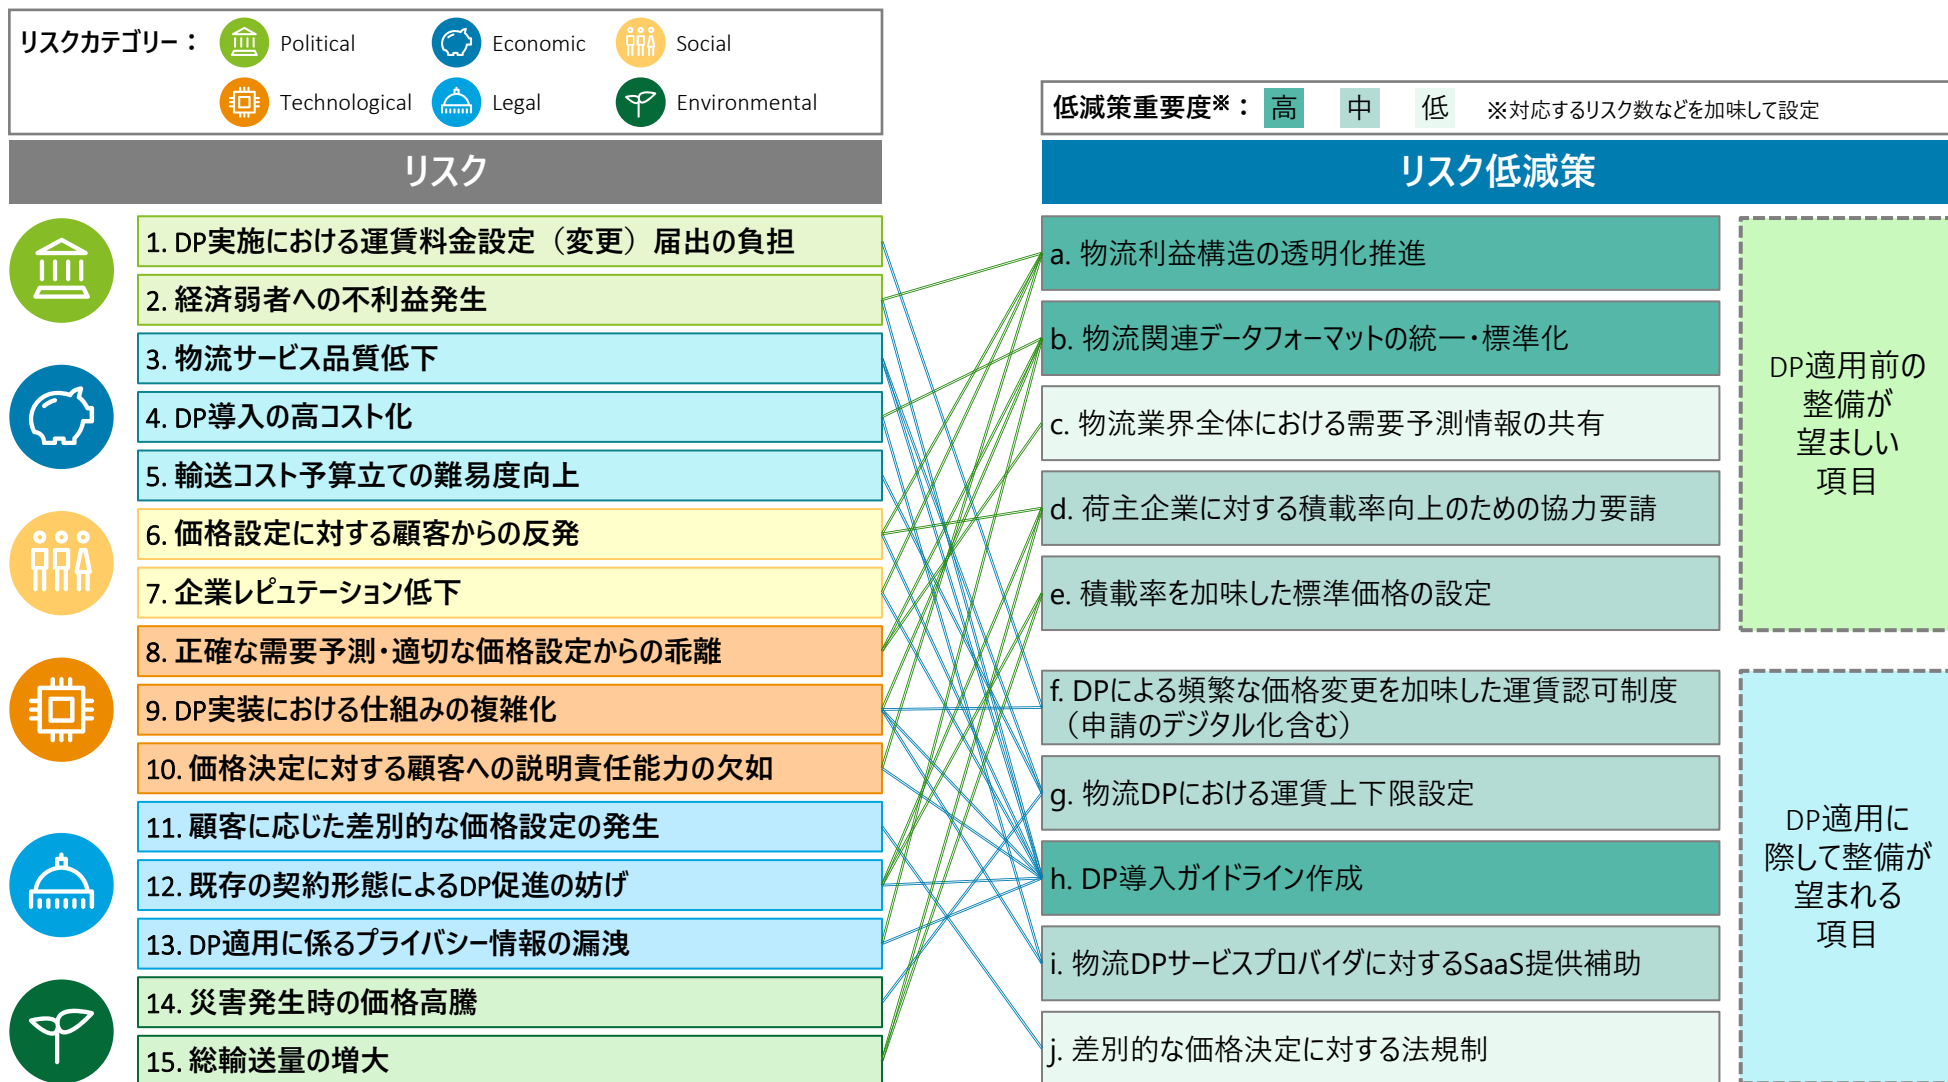 リスクカテゴリー：
Political
Economic
Social
Technological
Legal
Environmental
低減策重要度※：
高
中
低
※対応するリスク数などを加味して設定
リスク
リスク低減策
1. DP実施における運賃料金設定（変更）届出の負担
2. 経済弱者への不利益発生
3. 物流サービス品質低下
4. DP導入の高コスト化
5. 輸送コスト予算立ての難易度向上
6. 価格設定に対する顧客からの反発
7. 企業レピュテーション低下
8. 正確な需要予測・適切な価格設定からの乖離
9. DP実装における仕組みの複雑化
10. 価格決定に対する顧客への説明責任能力の欠如
11. 顧客に応じた差別的な価格設定の発生
12. 既存の契約形態によるDP促進の妨げ
13. DP適用に係るプライバシー情報の漏洩
14. 災害発生時の価格高騰
15. 総輸送量の増大
a. 物流利益構造の透明化推進
b. 物流関連データフォーマットの統一・標準化
c. 物流業界全体における需要予測情報の共有
d. 荷主企業に対する積載率向上のための協力要請
e. 積載率を加味した標準価格の設定
f. DPによる頻繁な価格変更を加味した運賃認可制度
（申請のデジタル化含む）
g. 物流DPにおける運賃上下限設定
h. DP導入ガイドライン作成
i. 物流DPサービスプロバイダに対するSaaS提供補助
j. 差別的な価格決定に対する法規制
DP適用前の
整備が
望ましい
項目
DP適用に
際して整備が
望まれる
項目